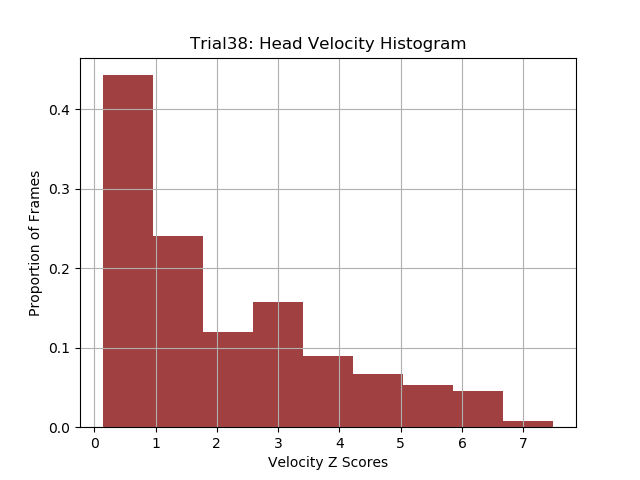 Trial38: Head Velocity Histogram
Proportion of Frames
0.4
0.3
0.2
0.1
0.0
0 1 2 3 4 5 6 7
Velocity Z Scores